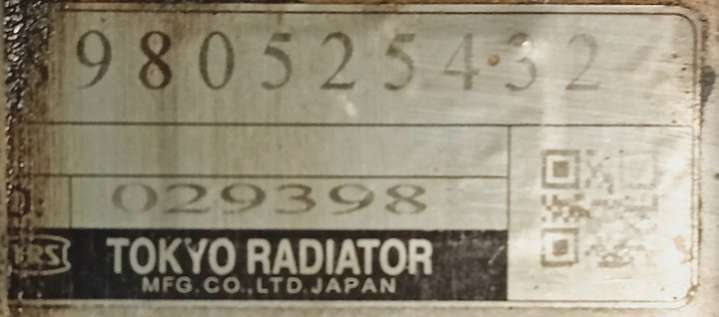 980525432
029398
TRS TOKYO RADIATOR
MFG.CO.,LTD.JAPAN